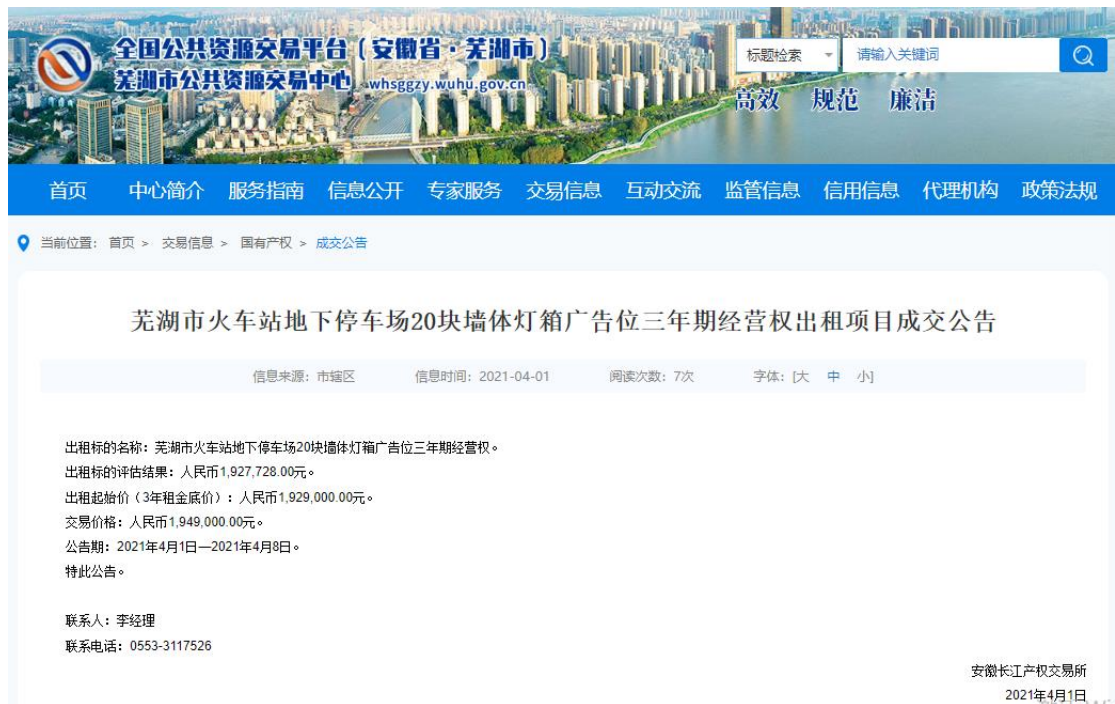 全国公共资源交易平台（安徽省·芜湖市）
芜湖市公共资源交易中心 whsggzy.wuhu.gov.cn
标题检索 请输入关键词
高效 规范 廉洁
首页 中心简介 服务指南 信息公开 专家服务 交易信息 互动交流 监管信息 信用信息 代理机构 政策法规
当前位置： 首页 > 交易信息 > 国有产权 > 成交公告
芜湖市火车站地下停车场20块墙体灯箱广告位三年期经营权出租项目成交公告
信息来源：市辖区 信息时间：2021-04-01 阅读次数：7次 字体：[大 中 小]
出租标的名称：芜湖市火车站地下停车场20块墙体灯箱广告位三年期经营权。
出租标的评估结果：人民币1,927,728.00元。
出租起始价（3年租金底价）：人民币1,929,000.00元。
交易价格：人民币1,949,000.00元。
公告期：2021年4月1日—2021年4月8日。
特此公告。
联系人：李经理
联系电话：0553-3117526
安徽长江产权交易所
2021年4月1日